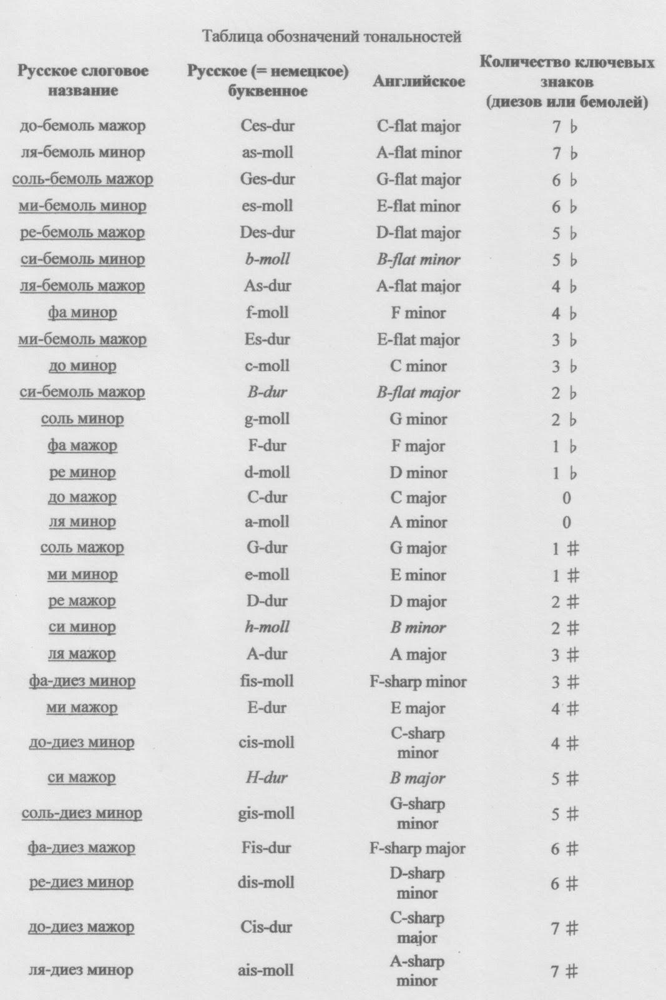 Таблица обозначений тональностей
Русское слоговое название Русское (= немецкое) буквенное Английское Количество ключевых знаков (диезов или бемолей)
до-бемоль мажор Ces-dur C-flat major 7 ♭
ля-бемоль минор as-moll A-flat minor 7 ♭
соль-бемоль мажор Ges-dur G-flat major 6 ♭
ми-бемоль минор es-moll E-flat minor 6 ♭
ре-бемоль мажор Des-dur D-flat major 5 ♭
си-бемоль минор b-moll B-flat minor 5 ♭
ля-бемоль мажор As-dur A-flat major 4 ♭
фа минор f-moll F minor 4 ♭
ми-бемоль мажор Es-dur E-flat major 3 ♭
до минор c-moll C minor 3 ♭
си-бемоль мажор B-dur B-flat major 2 ♭
соль минор g-moll G minor 2 ♭
фа мажор F-dur F major 1 ♭
ре минор d-moll D minor 1 ♭
до мажор C-dur C major 0
ля минор a-moll A minor 0
соль мажор G-dur G major 1 ♯
ми минор e-moll E minor 1 ♯
ре мажор D-dur D major 2 ♯
си минор h-moll B minor 2 ♯
ля мажор A-dur A major 3 ♯
фа-диез минор fis-moll F-sharp minor 3 ♯
ми мажор E-dur E major 4 ♯
до-диез минор cis-moll C-sharp minor 4 ♯
си мажор H-dur B major 5 ♯
соль-диез минор gis-moll G-sharp minor 5 ♯
фа-диез мажор Fis-dur F-sharp major 6 ♯
ре-диез минор dis-moll D-sharp minor 6 ♯
до-диез мажор Cis-dur C-sharp major 7 ♯
ля-диез минор ais-moll A-sharp minor 7 ♯